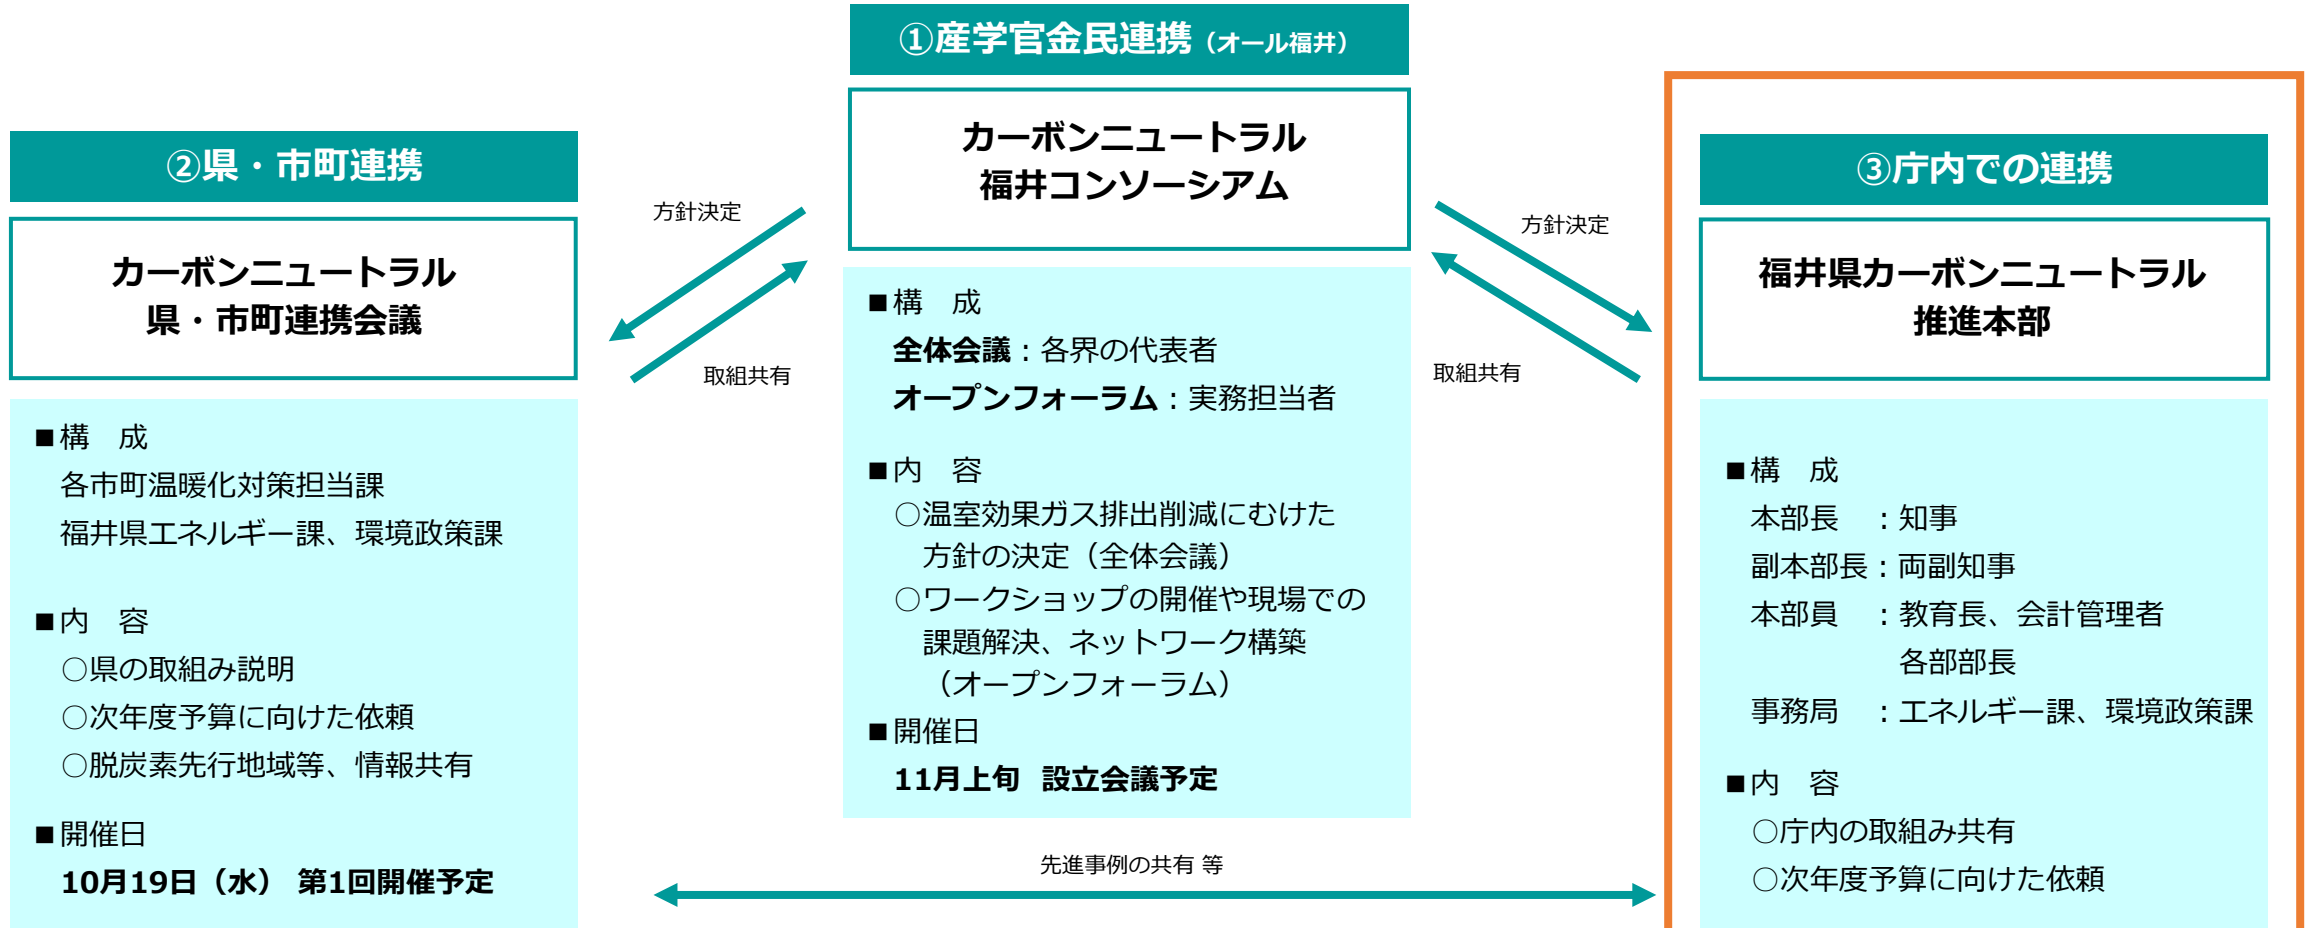 ①産学官金民連携（オール福井）
カーボンニュートラル
福井コンソーシアム
■構　成
全体会議：各界の代表者
オープンフォーラム：実務担当者
■内　容
○温室効果ガス排出削減にむけた
方針の決定（全体会議）
○ワークショップの開催や現場での
課題解決、ネットワーク構築
（オープンフォーラム）
■開催日
11月上旬 設立会議予定
②県・市町連携
カーボンニュートラル
県・市町連携会議
■構　成
各市町温暖化対策担当課
福井県エネルギー課、環境政策課
■内　容
○県の取組み説明
○次年度予算に向けた依頼
○脱炭素先行地域等、情報共有
■開催日
10月19日（水） 第1回開催予定
方針決定
取組共有
方針決定
取組共有
③庁内での連携
福井県カーボンニュートラル
推進本部
■構　成
本部長　：知事
副本部長：両副知事
本部員　：教育長、会計管理者
各部部長
事務局　：エネルギー課、環境政策課
■内　容
○庁内の取組み共有
○次年度予算に向けた依頼
先進事例の共有 等